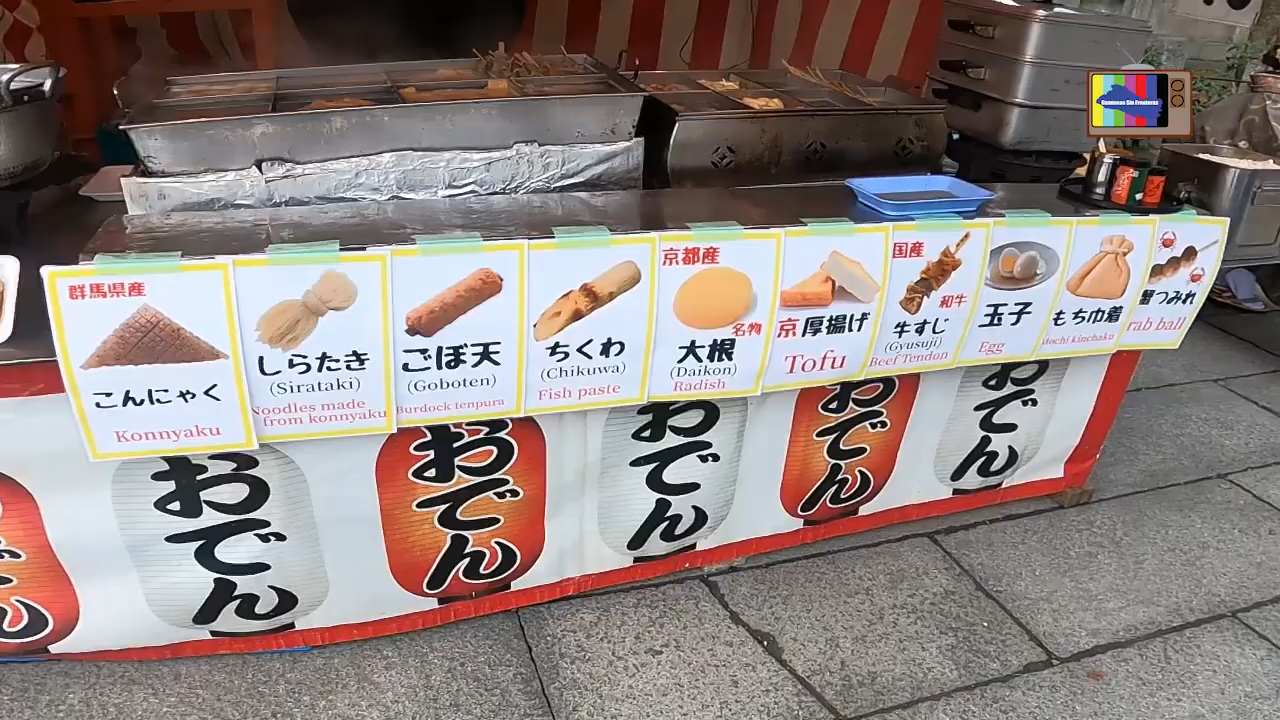 群馬県産
こんにゃく
Konnyaku
しらたき
(Sirataki)
Noodles made
from konnyaku
ごぼ天
(Goboten)
Burdock tenpura
ちくわ
(Chikuwa)
Fish paste
京都産
名物
大根
(Daikon)
Radish
京厚揚げ
Tofu
国産
和牛
牛すじ
(Gyusuji)
Beef Tendon
玉子
Egg
もち巾着
Mochi kinchaku
蟹つみれ
rab ball
おでん
おでん
おでん
おでん
おでん
でん